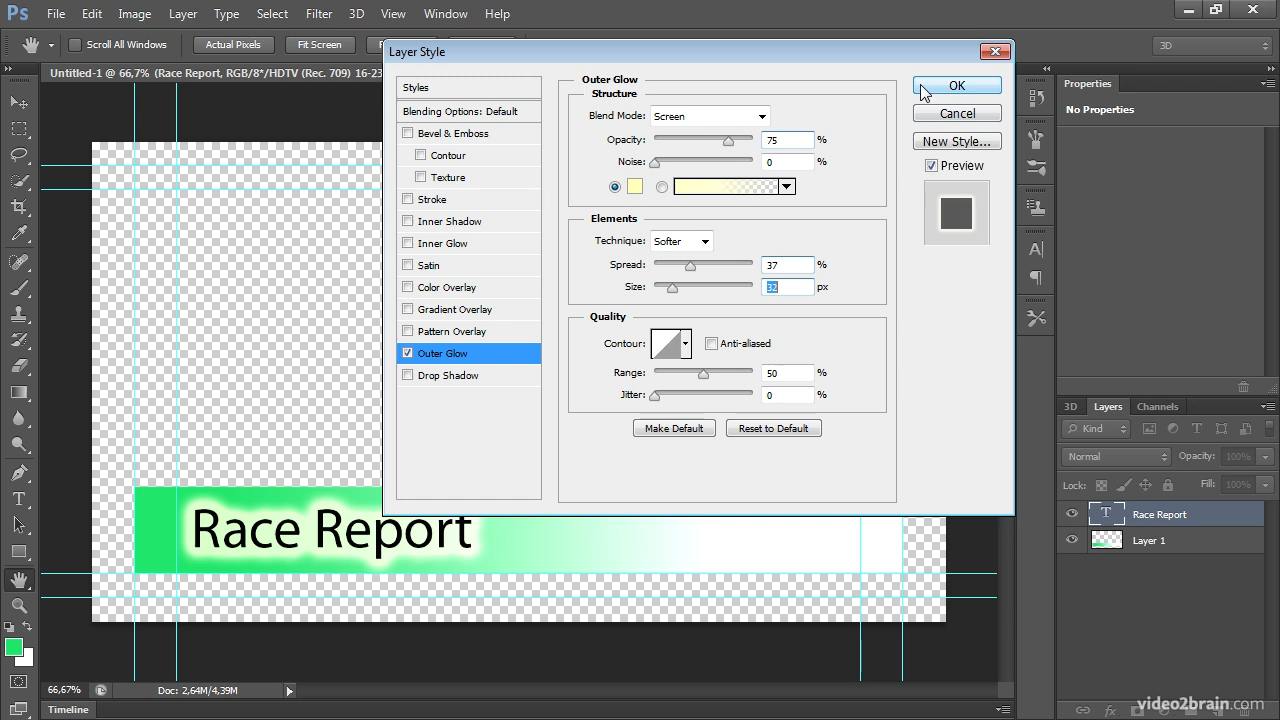 Ps File Edit Image Layer Type Select Filter 3D View Window Help
Scroll All Windows Actual Pixels Fit Screen 3D
Untitled-1 @ 66,7% (Race Report, RGB/8*/HDTV (Rec. 709) 16-23
Layer Style
Styles
Blending Options: Default
Bevel & Emboss
Contour
Texture
Stroke
Inner Shadow
Inner Glow
Satin
Color Overlay
Gradient Overlay
Pattern Overlay
Outer Glow
Drop Shadow
Outer Glow
Structure
Blend Mode: Screen
Opacity: 75 %
Noise: 0 %
Elements
Technique: Softer
Spread: 37 %
Size: 32 px
Quality
Contour: Anti-aliased
Range: 50 %
Jitter: 0 %
Make Default Reset to Default
OK
Cancel
New Style...
Preview
Properties
No Properties
3D Layers Channels
Kind
Normal Opacity: 100%
Lock: Fill: 100%
T Race Report
Layer 1
Race Report
66,67% Doc: 2,64M/4,39M
Timeline
video2brain.com